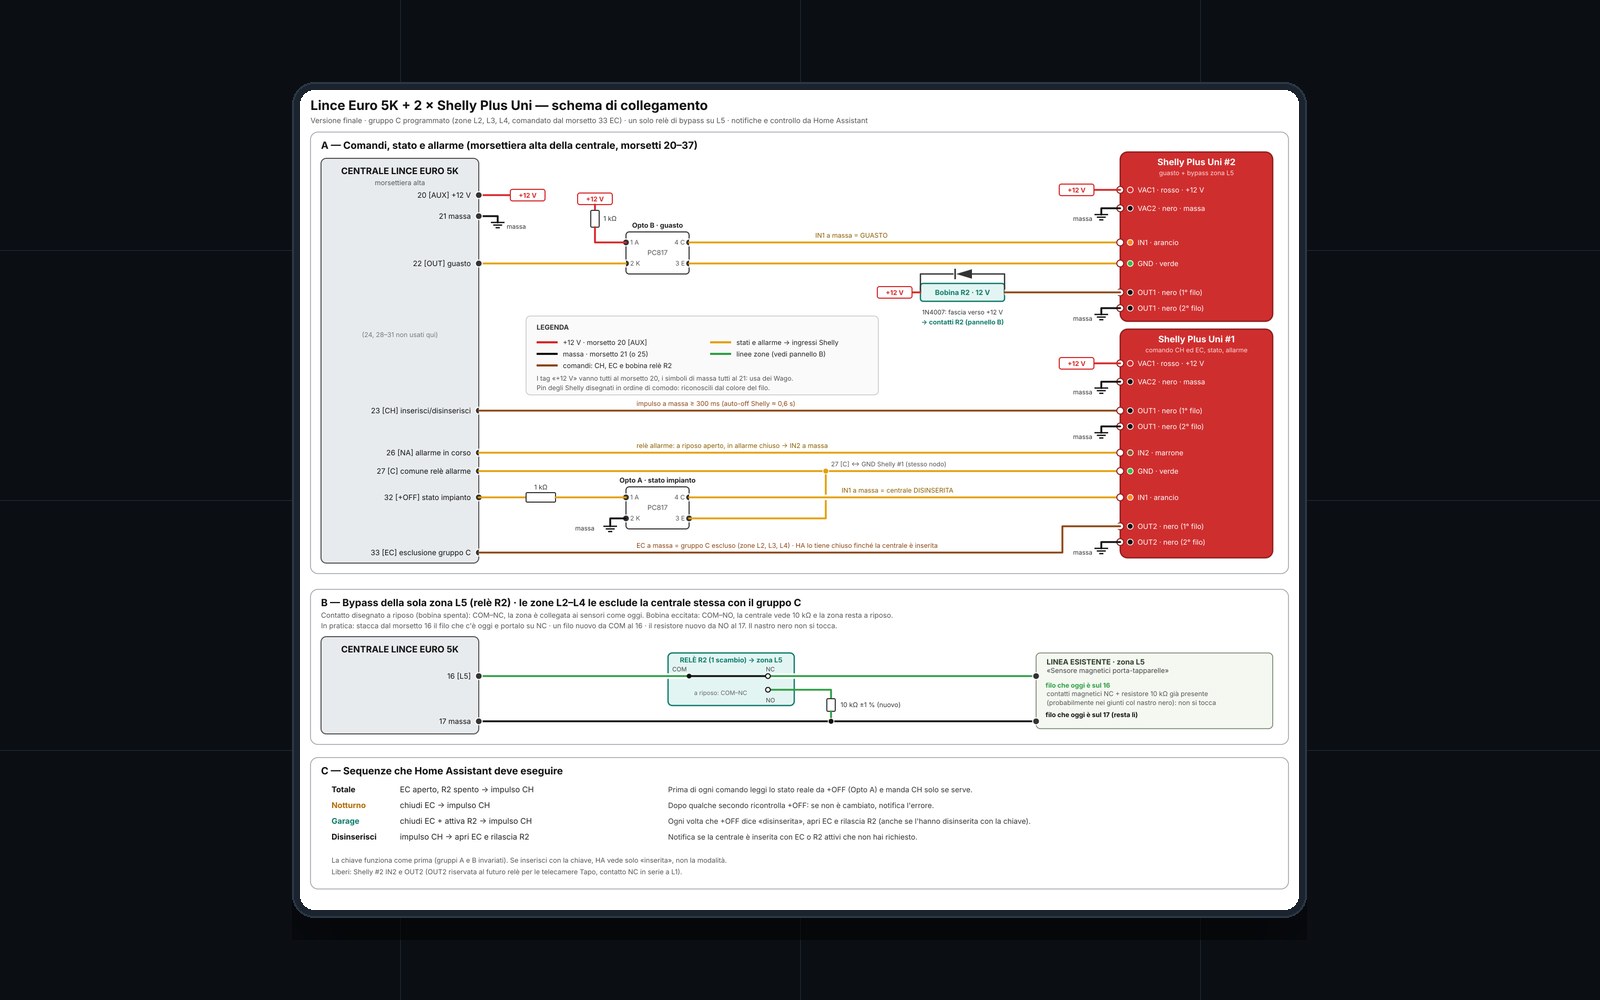 Lince Euro 5K + 2 × Shelly Plus Uni — schema di collegamento
Versione finale · gruppo C programmato (zone L2, L3, L4, comandato dal morsetto 33 EC) · un solo relè di bypass su L5 · notifiche e controllo da Home Assistant
A — Comandi, stato e allarme (morsettiera alta della centrale, morsetti 20–37)
CENTRALE LINCE EURO 5K
morsettiera alta
20 [AUX] +12 V
+12 V
21 massa
massa
22 [OUT] guasto
(24, 28–31 non usati qui)
23 [CH] inserisci/disinserisci
26 [NA] allarme in corso
27 [C] comune relè allarme
32 [+OFF] stato impianto
33 [EC] esclusione gruppo C
+12 V
1 kΩ
Opto B · guasto
1 A
4 C
PC817
2 K
3 E
IN1 a massa = GUASTO
+12 V
Bobina R2 · 12 V
1N4007: fascia verso +12 V
→ contatti R2 (pannello B)
LEGENDA
+12 V · morsetto 20 [AUX]
stati e allarme → ingressi Shelly
massa · morsetto 21 (o 25)
linee zone (vedi pannello B)
comandi: CH, EC e bobina relè R2
I tag «+12 V» vanno tutti al morsetto 20, i simboli di massa tutti al 21: usa dei Wago.
Pin degli Shelly disegnati in ordine di comodo: riconoscili dal colore del filo.
impulso a massa ≥ 300 ms (auto-off Shelly = 0,6 s)
relè allarme: a riposo aperto, in allarme chiuso → IN2 a massa
27 [C] ↔ GND Shelly #1 (stesso nodo)
1 kΩ
Opto A · stato impianto
1 A
4 C
PC817
2 K
3 E
massa
IN1 a massa = centrale DISINSERITA
EC a massa = gruppo C escluso (zone L2, L3, L4) · HA lo tiene chiuso finché la centrale è inserita
Shelly Plus Uni #2
guasto + bypass zona L5
+12 V
VAC1 · rosso · +12 V
massa
VAC2 · nero · massa
IN1 · arancio
GND · verde
OUT1 · nero (1° filo)
massa
OUT1 · nero (2° filo)
Shelly Plus Uni #1
comando CH ed EC, stato, allarme
+12 V
VAC1 · rosso · +12 V
massa
VAC2 · nero · massa
OUT1 · nero (1° filo)
massa
OUT1 · nero (2° filo)
IN2 · marrone
GND · verde
IN1 · arancio
OUT2 · nero (1° filo)
massa
OUT2 · nero (2° filo)
B — Bypass della sola zona L5 (relè R2) · le zone L2–L4 le esclude la centrale stessa con il gruppo C
Contatto disegnato a riposo (bobina spenta): COM–NC, la zona è collegata ai sensori come oggi. Bobina eccitata: COM–NO, la centrale vede 10 kΩ e la zona resta a riposo.
In pratica: stacca dal morsetto 16 il filo che c'è oggi e portalo su NC · un filo nuovo da COM al 16 · il resistore nuovo da NO al 17. Il nastro nero non si tocca.
CENTRALE LINCE EURO 5K
16 [L5]
17 massa
RELÈ R2 (1 scambio) → zona L5
COM
NC
a riposo: COM–NC
NO
10 kΩ ±1 % (nuovo)
LINEA ESISTENTE · zona L5
«Sensore magnetici porta-tapparelle»
filo che oggi è sul 16
contatti magnetici NC + resistore 10 kΩ già presente
(probabilmente nei giunti col nastro nero): non si tocca
filo che oggi è sul 17 (resta lì)
C — Sequenze che Home Assistant deve eseguire
Totale
EC aperto, R2 spento → impulso CH
Prima di ogni comando leggi lo stato reale da +OFF (Opto A) e manda CH solo se serve.
Notturno
chiudi EC → impulso CH
Dopo qualche secondo ricontrolla +OFF: se non è cambiato, notifica l'errore.
Garage
chiudi EC + attiva R2 → impulso CH
Ogni volta che +OFF dice «disinserita», apri EC e rilascia R2 (anche se l'hanno disinserita con la chiave).
Disinserisci
impulso CH → apri EC e rilascia R2
Notifica se la centrale è inserita con EC o R2 attivi che non hai richiesto.
La chiave funziona come prima (gruppi A e B invariati). Se inserisci con la chiave, HA vede solo «inserita», non la modalità.
Liberi: Shelly #2 IN2 e OUT2 (OUT2 riservata al futuro relè per le telecamere Tapo, contatto NC in serie a L1).